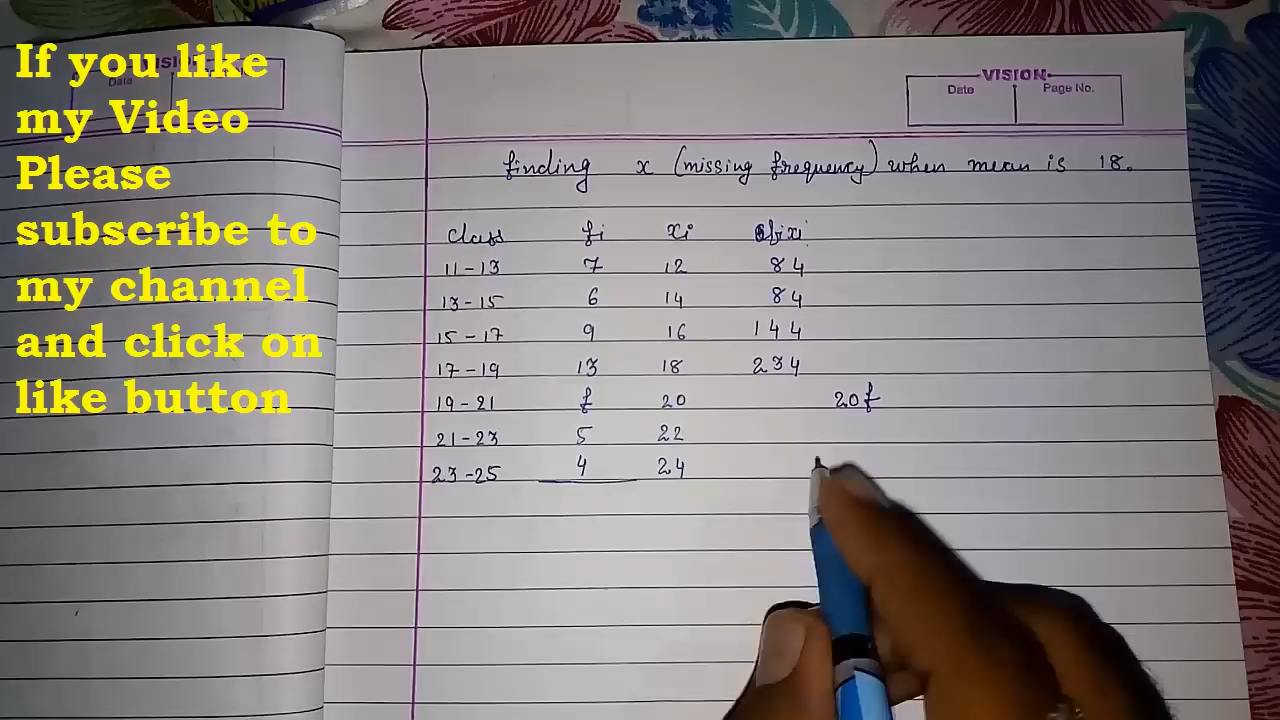 If you like
my Video
Please
subscribe to
my channel
and click on
like button
Date
VISION
Date
Page No.
finding x (missing frequency) when mean is 18.
class fi xi fixi
11-13 7 12 84
13-15 6 14 84
15-17 9 16 144
17-19 13 18 234
19-21 f 20 20f
21-23 5 22
23-25 4 24